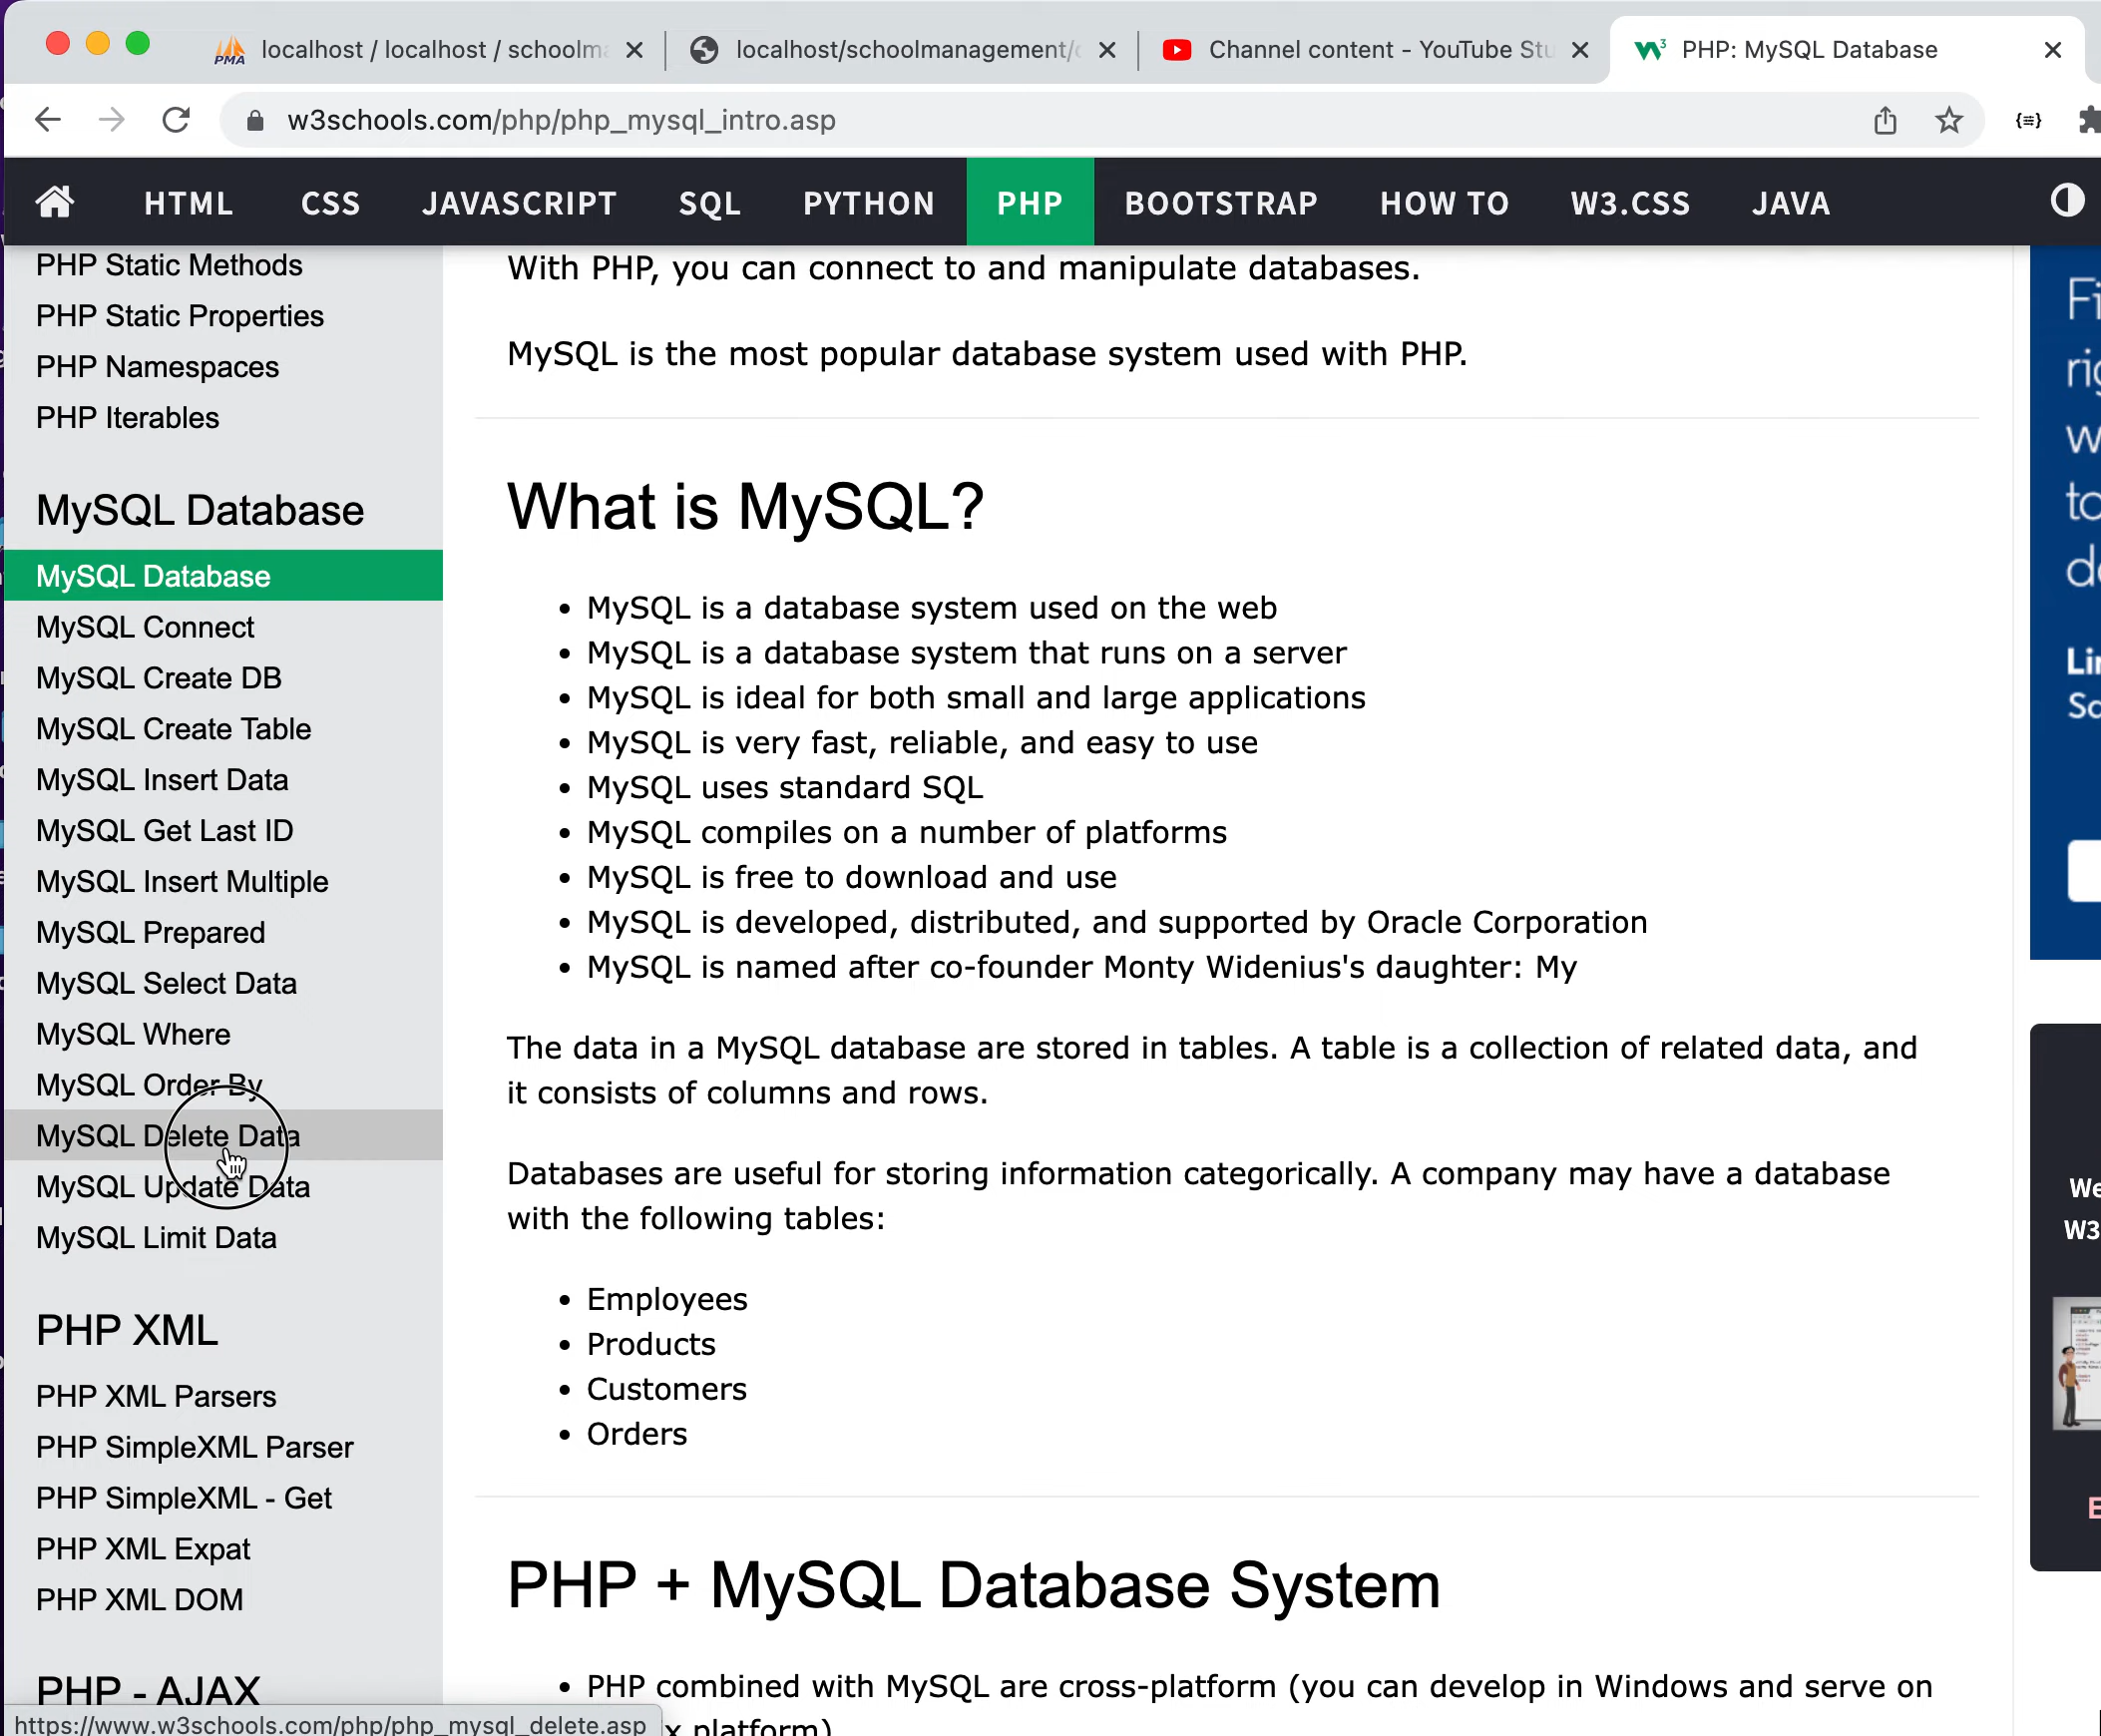 PMA
localhost / localhost / schoolma
localhost/schoolmanagement/
Channel content - YouTube Stu
PHP: MySQL Database
w3schools.com/php/php_mysql_intro.asp
HTML
CSS
JAVASCRIPT
SQL
PYTHON
PHP
BOOTSTRAP
HOW TO
W3.CSS
JAVA
PHP Static Methods
PHP Static Properties
PHP Namespaces
PHP Iterables
MySQL Database
MySQL Database
MySQL Connect
MySQL Create DB
MySQL Create Table
MySQL Insert Data
MySQL Get Last ID
MySQL Insert Multiple
MySQL Prepared
MySQL Select Data
MySQL Where
MySQL Order By
MySQL Delete Data
MySQL Update Data
MySQL Limit Data
PHP XML
PHP XML Parsers
PHP SimpleXML Parser
PHP SimpleXML - Get
PHP XML Expat
PHP XML DOM
PHP - AJAX
https://www.w3schools.com/php/php_mysql_delete.asp
With PHP, you can connect to and manipulate databases.
MySQL is the most popular database system used with PHP.
What is MySQL?
• MySQL is a database system used on the web
• MySQL is a database system that runs on a server
• MySQL is ideal for both small and large applications
• MySQL is very fast, reliable, and easy to use
• MySQL uses standard SQL
• MySQL compiles on a number of platforms
• MySQL is free to download and use
• MySQL is developed, distributed, and supported by Oracle Corporation
• MySQL is named after co-founder Monty Widenius's daughter: My
The data in a MySQL database are stored in tables. A table is a collection of related data, and
it consists of columns and rows.
Databases are useful for storing information categorically. A company may have a database
with the following tables:
• Employees
• Products
• Customers
• Orders
PHP + MySQL Database System
• PHP combined with MySQL are cross-platform (you can develop in Windows and serve on
x platform)
Fi
rig
w
to
de
Lin
Sc
We
W3